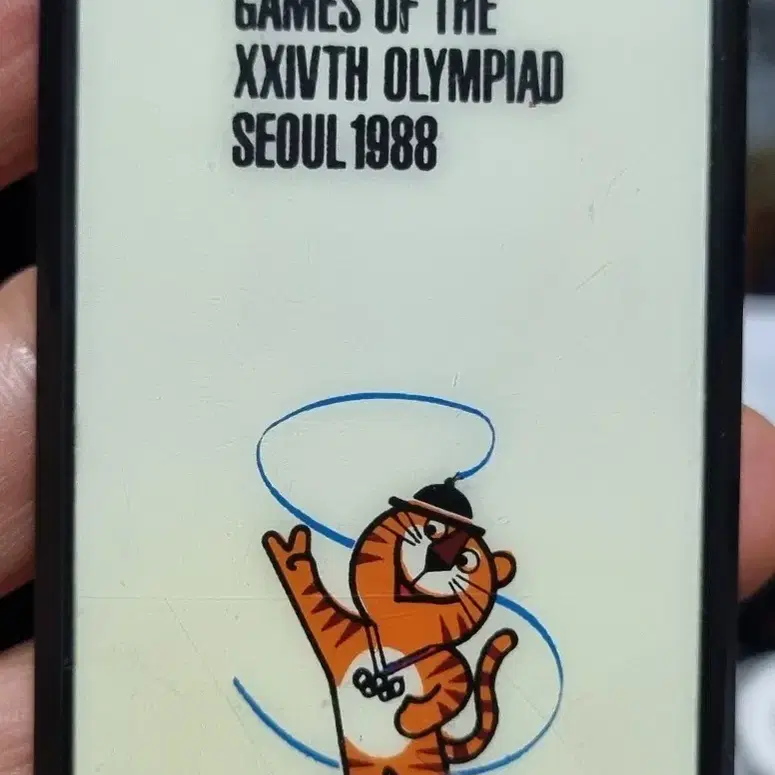 GAMES OF THE
XXIVTH OLYMPIAD
SEOUL 1988